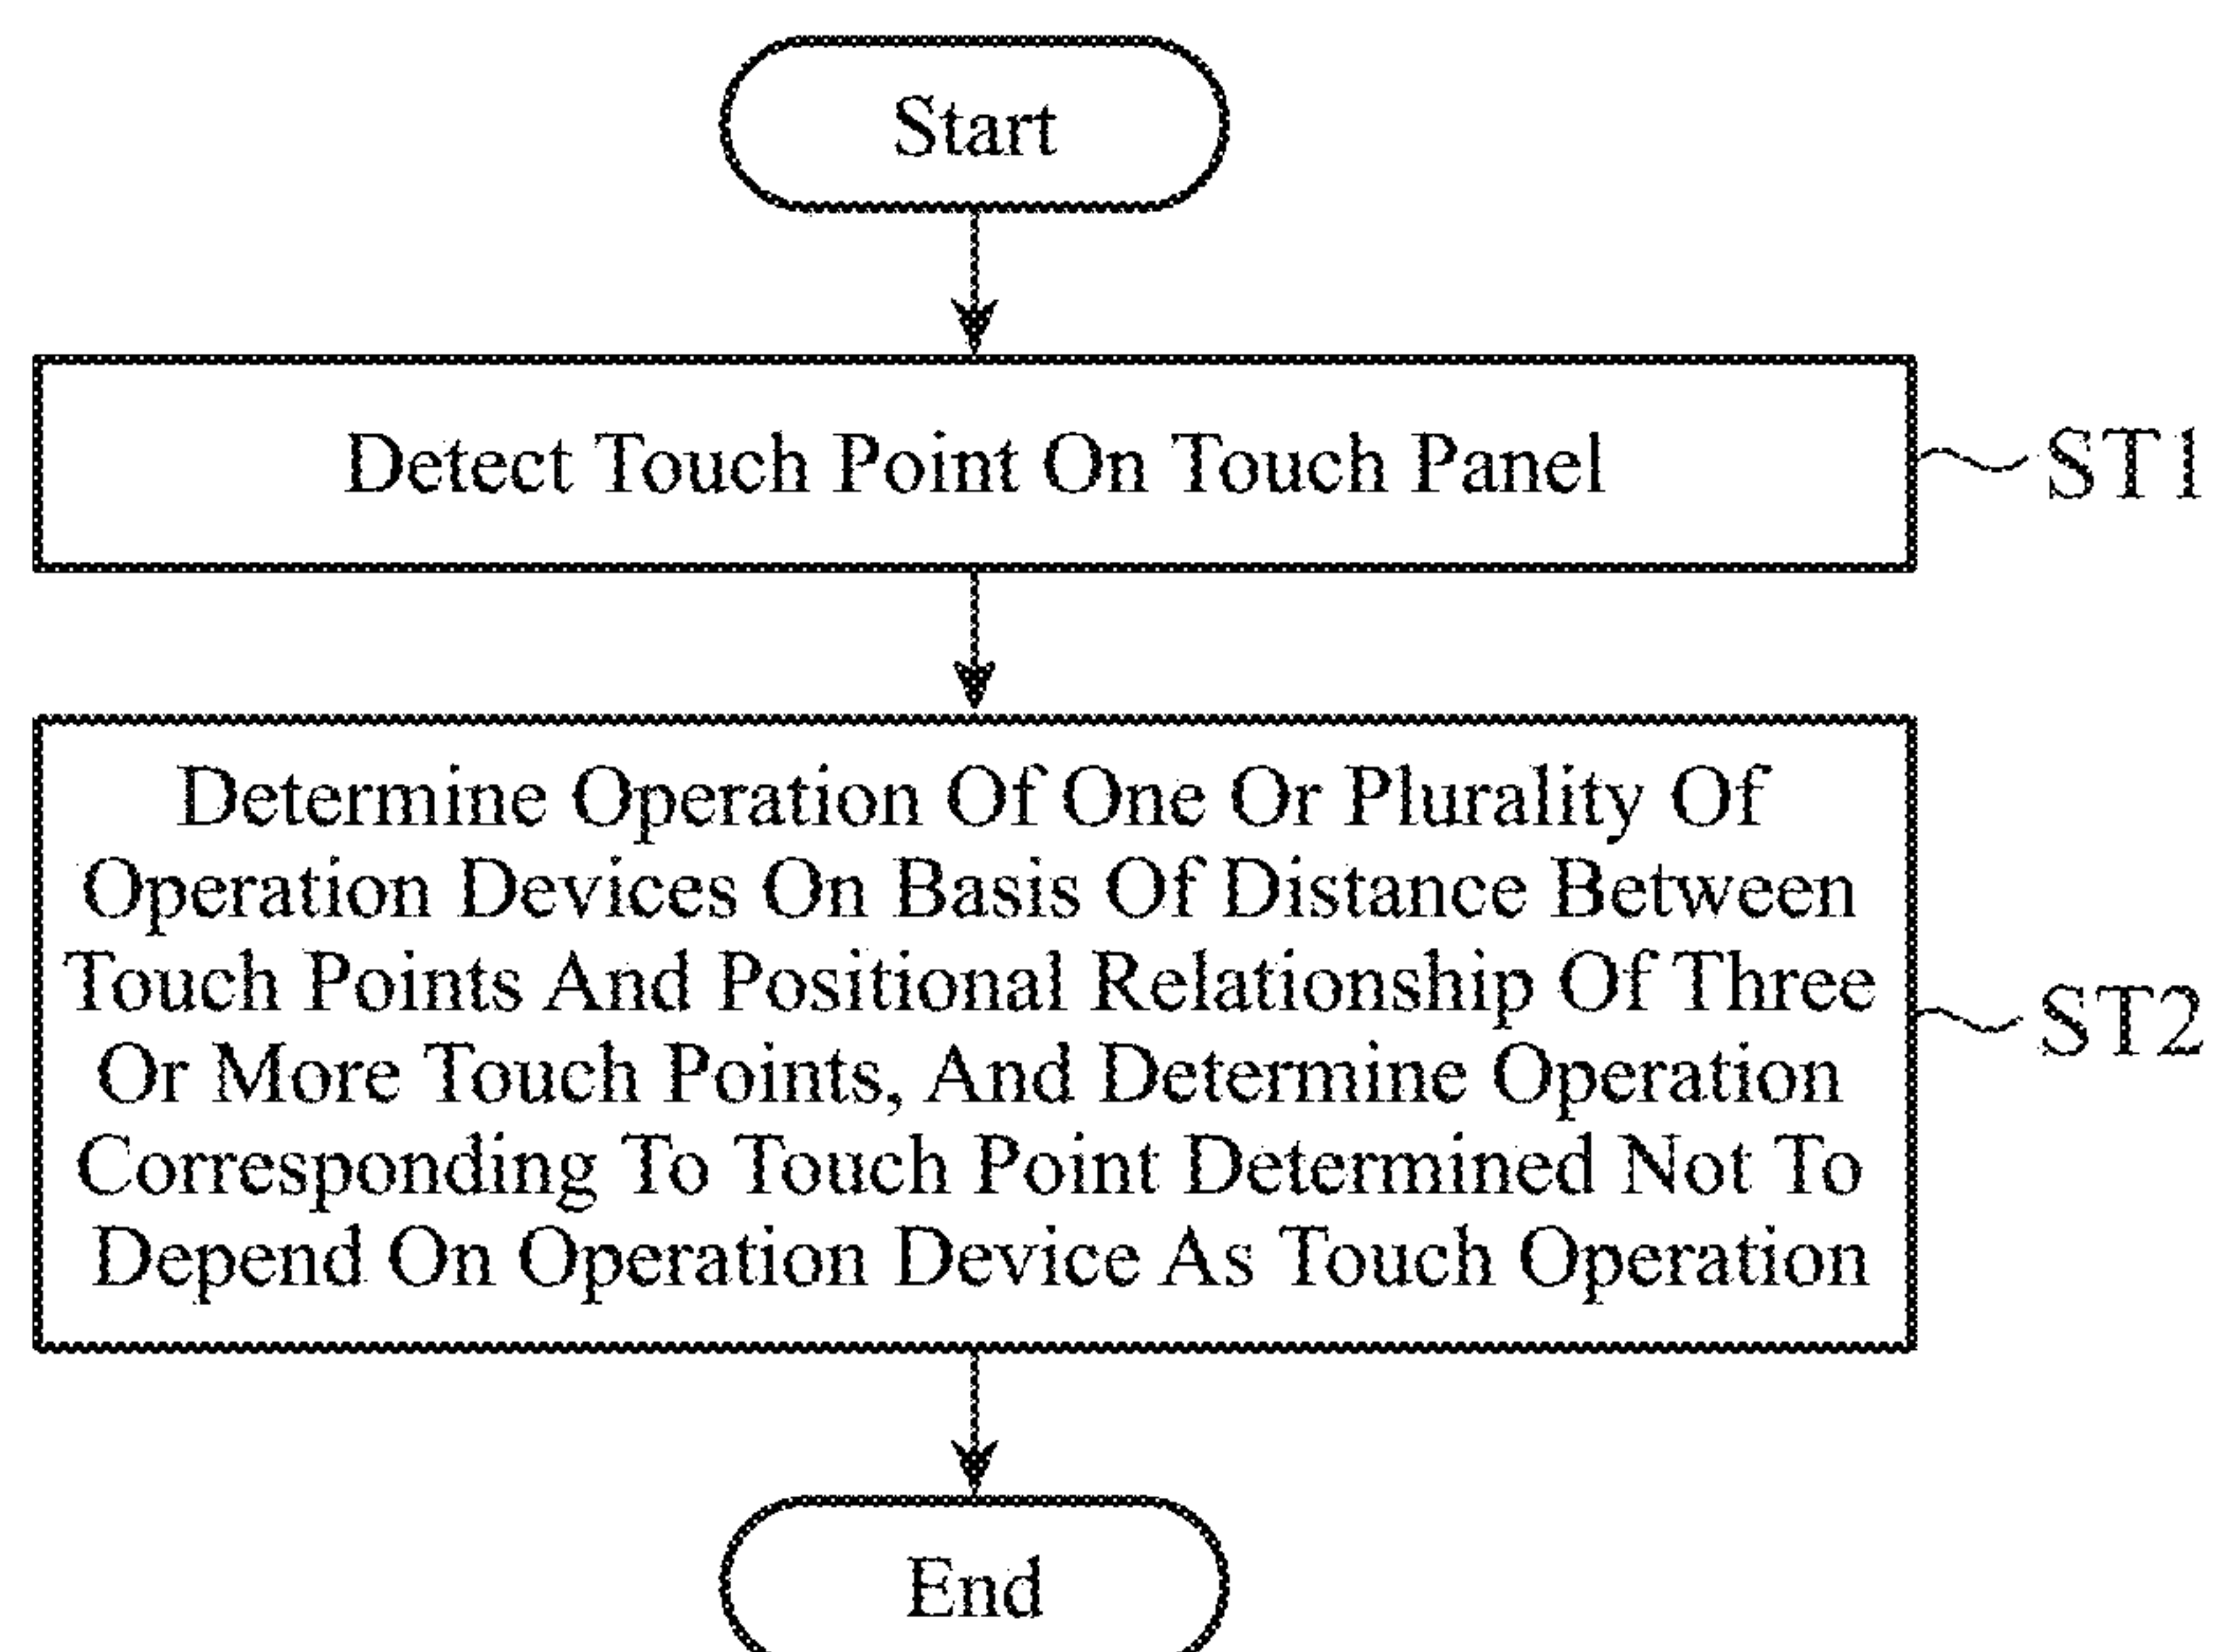 Start
Detect Touch Point On Touch Panel
ST1
Determine Operation Of One Or Plurality Of
Operation Devices On Basis Of Distance Between
Touch Points And Positional Relationship Of Three
Or More Touch Points, And Determine Operation
Corresponding To Touch Point Determined Not To
Depend On Operation Device As Touch Operation
ST2
End